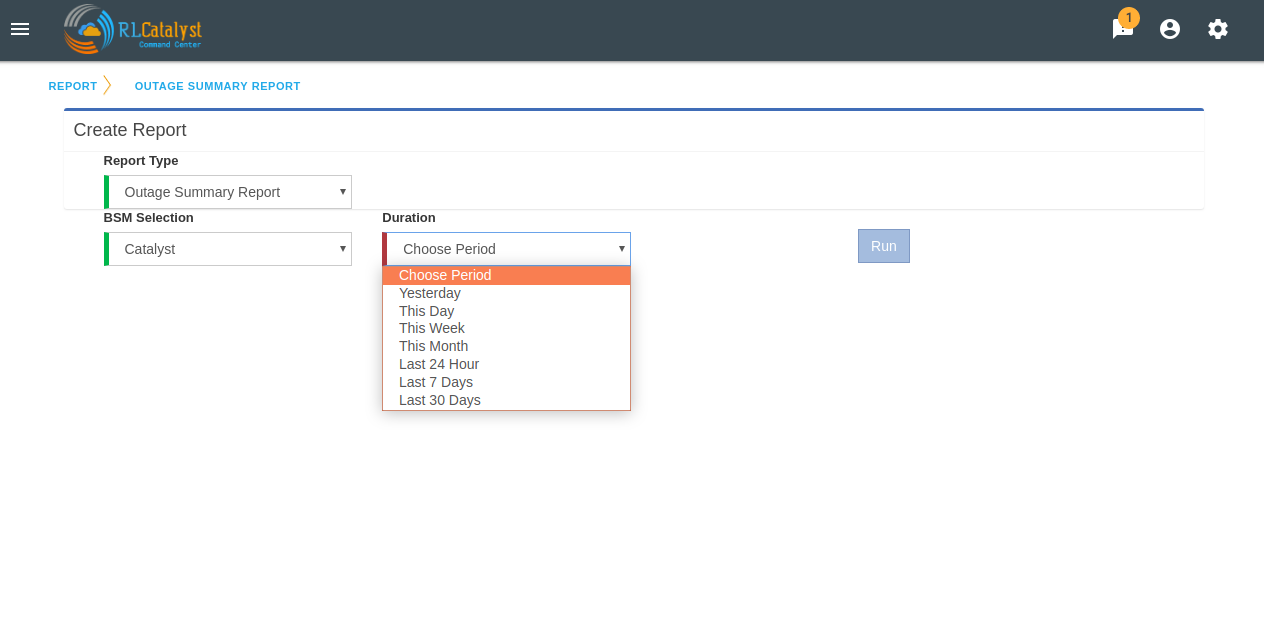 RLCatalyst
Command Center
1
REPORT
OUTAGE SUMMARY REPORT
Create Report
Report Type
Outage Summary Report
BSM Selection
Duration
Catalyst
Choose Period
Run
Choose Period
Yesterday
This Day
This Week
This Month
Last 24 Hour
Last 7 Days
Last 30 Days